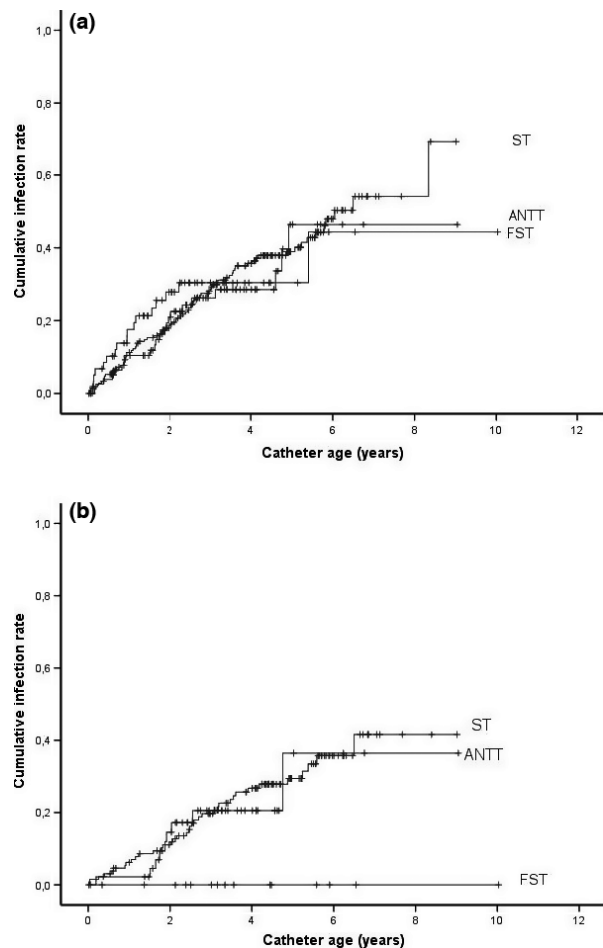 (a)
1,0
0,8
0,6
0,4
0,2
0,0
Cumulative infection rate
ST
ANTT
FST
0 2 4 6 8 10 12
Catheter age (years)
(b)
1,0
0,8
0,6
0,4
0,2
0,0
Cumulative infection rate
ST
ANTT
FST
0 2 4 6 8 10 12
Catheter age (years)